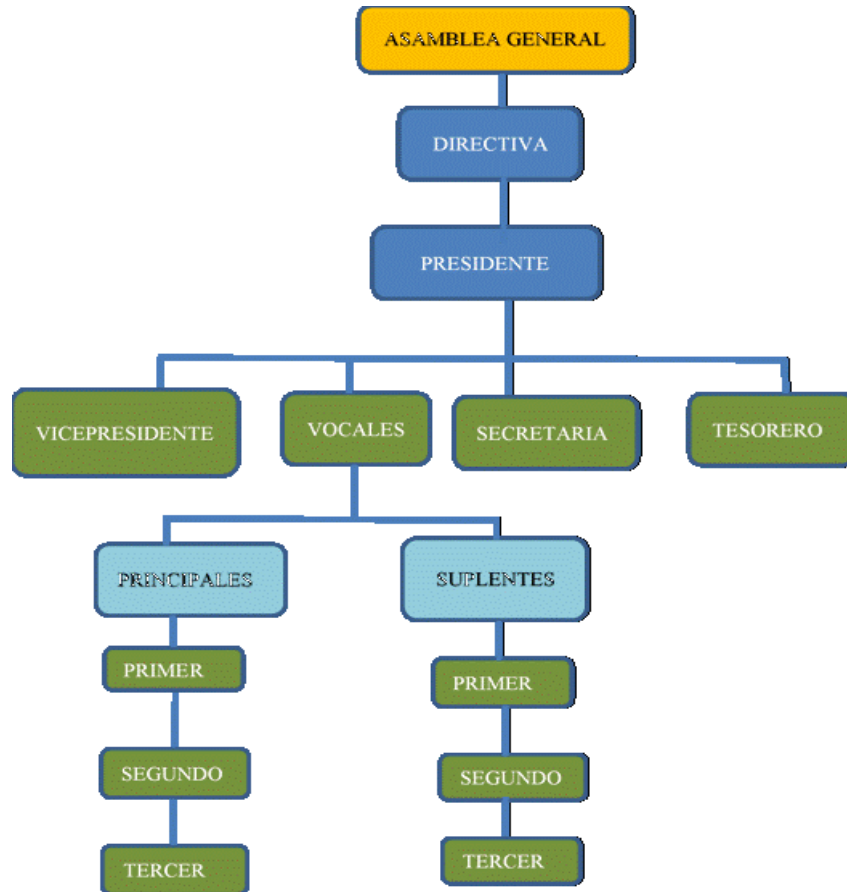 ASAMBLEA GENERAL
DIRECTIVA
PRESIDENTE
VICEPRESIDENTE
VOCALES
SECRETARIA
TESORERO
PRINCIPALES
SUPLENTES
PRIMER
PRIMER
SEGUNDO
SEGUNDO
TERCER
TERCER